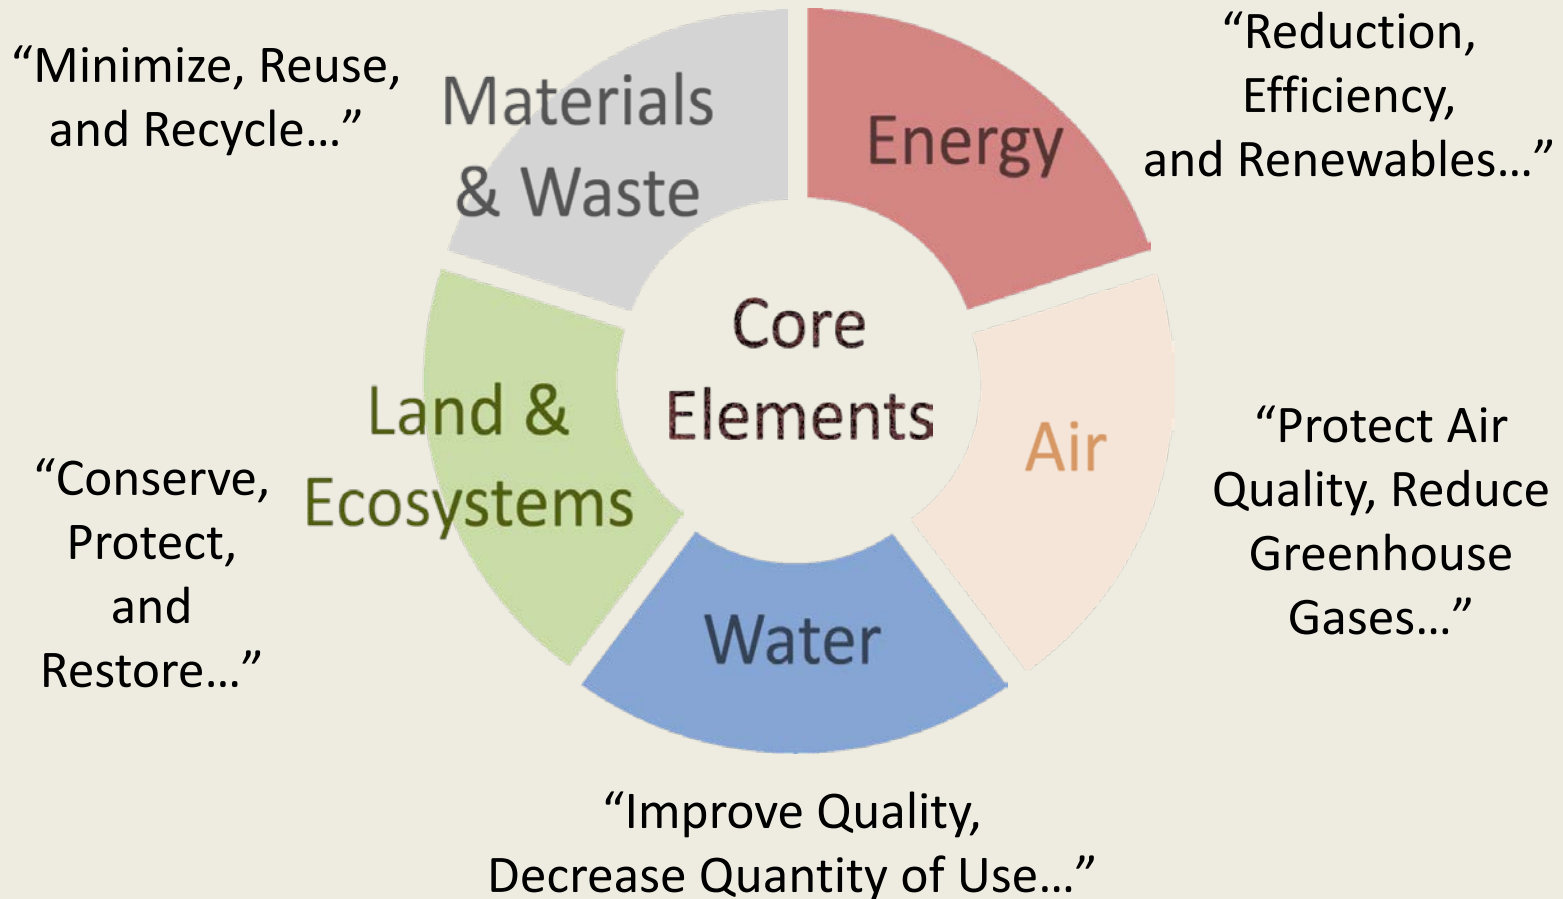 “Minimize, Reuse,
and Recycle…”
Materials
& Waste
Energy
“Reduction,
Efficiency,
and Renewables…”
Core
Elements
Land &
Ecosystems
“Conserve,
Protect,
and
Restore…”
Air
“Protect Air
Quality, Reduce
Greenhouse
Gases…”
Water
“Improve Quality,
Decrease Quantity of Use…”